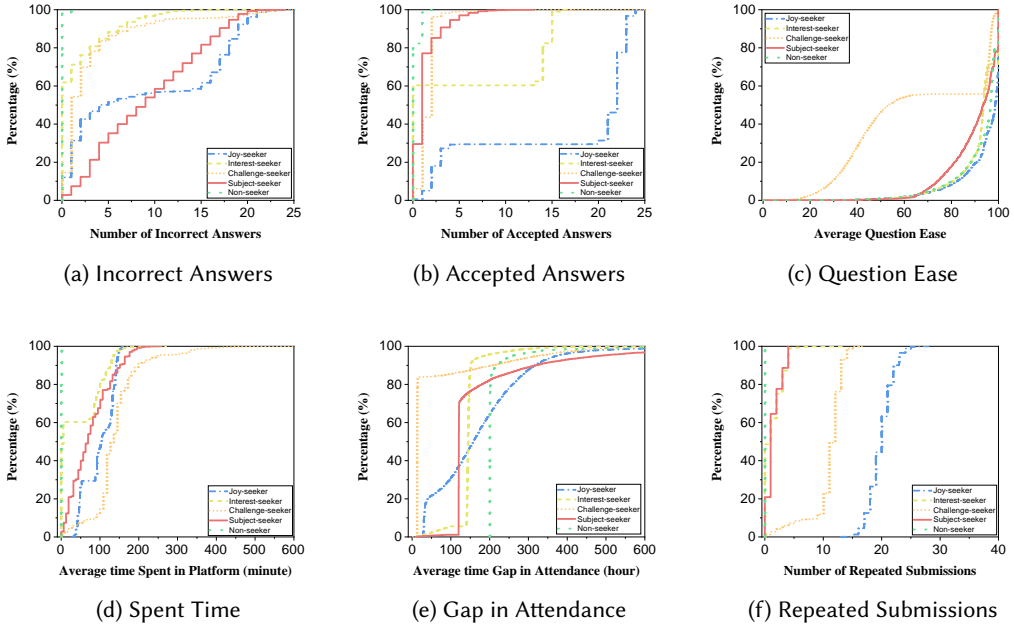 100
80
60
40
20
0
Percentage (%)
0 5 10 15 20 25
Number of Incorrect Answers
Joy-seeker
Interest-seeker
Challenge-seeker
Subject-seeker
Non-seeker
(a) Incorrect Answers
100
80
60
40
20
0
Percentage (%)
0 5 10 15 20 25
Number of Accepted Answers
Joy-seeker
Interest-seeker
Challenge-seeker
Subject-seeker
Non-seeker
(b) Accepted Answers
100
80
60
40
20
0
Percentage (%)
0 20 40 60 80 100
Average Question Ease
Joy-seeker
Interest-seeker
Challenge-seeker
Subject-seeker
Non-seeker
(c) Question Ease
100
80
60
40
20
0
Percentage (%)
0 100 200 300 400 500 600
Average time Spent in Platform (minute)
Joy-seeker
Interest-seeker
Challenge-seeker
Subject-seeker
Non-seeker
(d) Spent Time
100
80
60
40
20
0
Percentage (%)
0 100 200 300 400 500 600
Average time Gap in Attendance (hour)
Joy-seeker
Interest-seeker
Challenge-seeker
Subject-seeker
Non-seeker
(e) Gap in Attendance
100
80
60
40
20
0
Percentage (%)
0 10 20 30 40
Number of Repeated Submissions
Joy-seeker
Interest-seeker
Challenge-seeker
Subject-seeker
Non-seeker
(f) Repeated Submissions